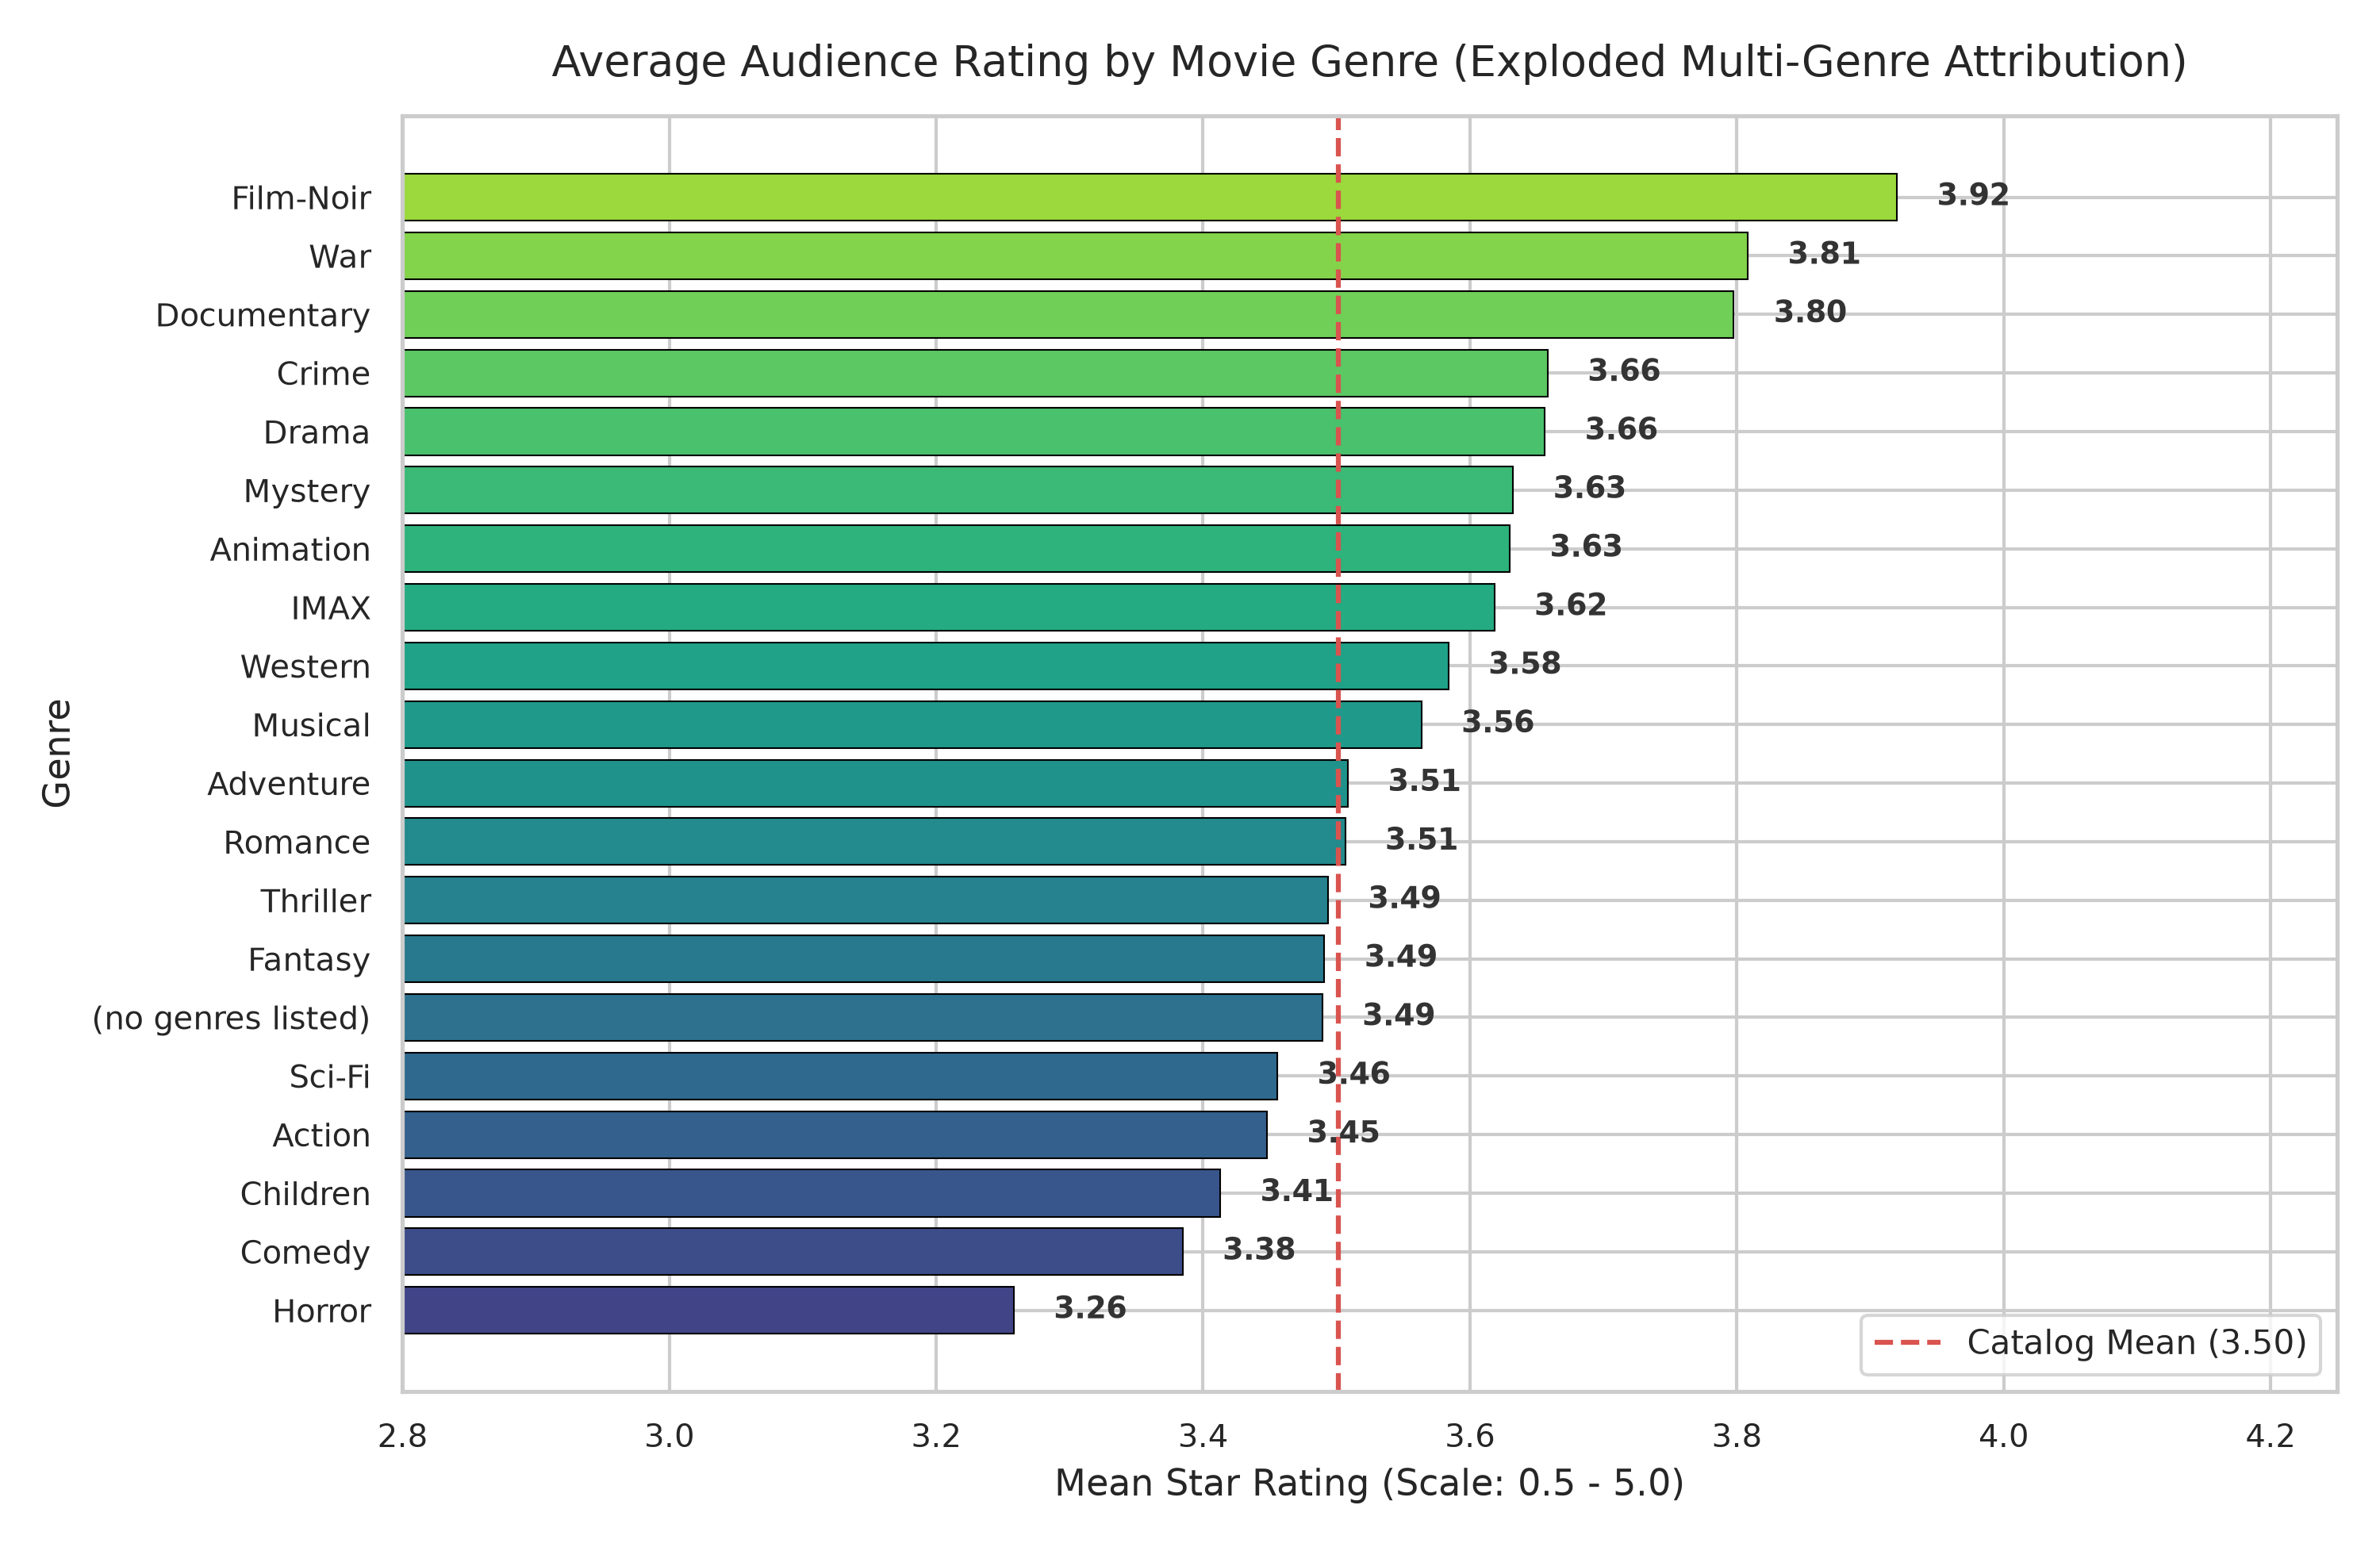 Average Audience Rating by Movie Genre (Exploded Multi-Genre Attribution)
Genre
Film-Noir 3.92
War 3.81
Documentary 3.80
Crime 3.66
Drama 3.66
Mystery 3.63
Animation 3.63
IMAX 3.62
Western 3.58
Musical 3.56
Adventure 3.51
Romance 3.51
Thriller 3.49
Fantasy 3.49
(no genres listed) 3.49
Sci-Fi 3.46
Action 3.45
Children 3.41
Comedy 3.38
Horror 3.26
Catalog Mean (3.50)
2.8 3.0 3.2 3.4 3.6 3.8 4.0 4.2
Mean Star Rating (Scale: 0.5 - 5.0)